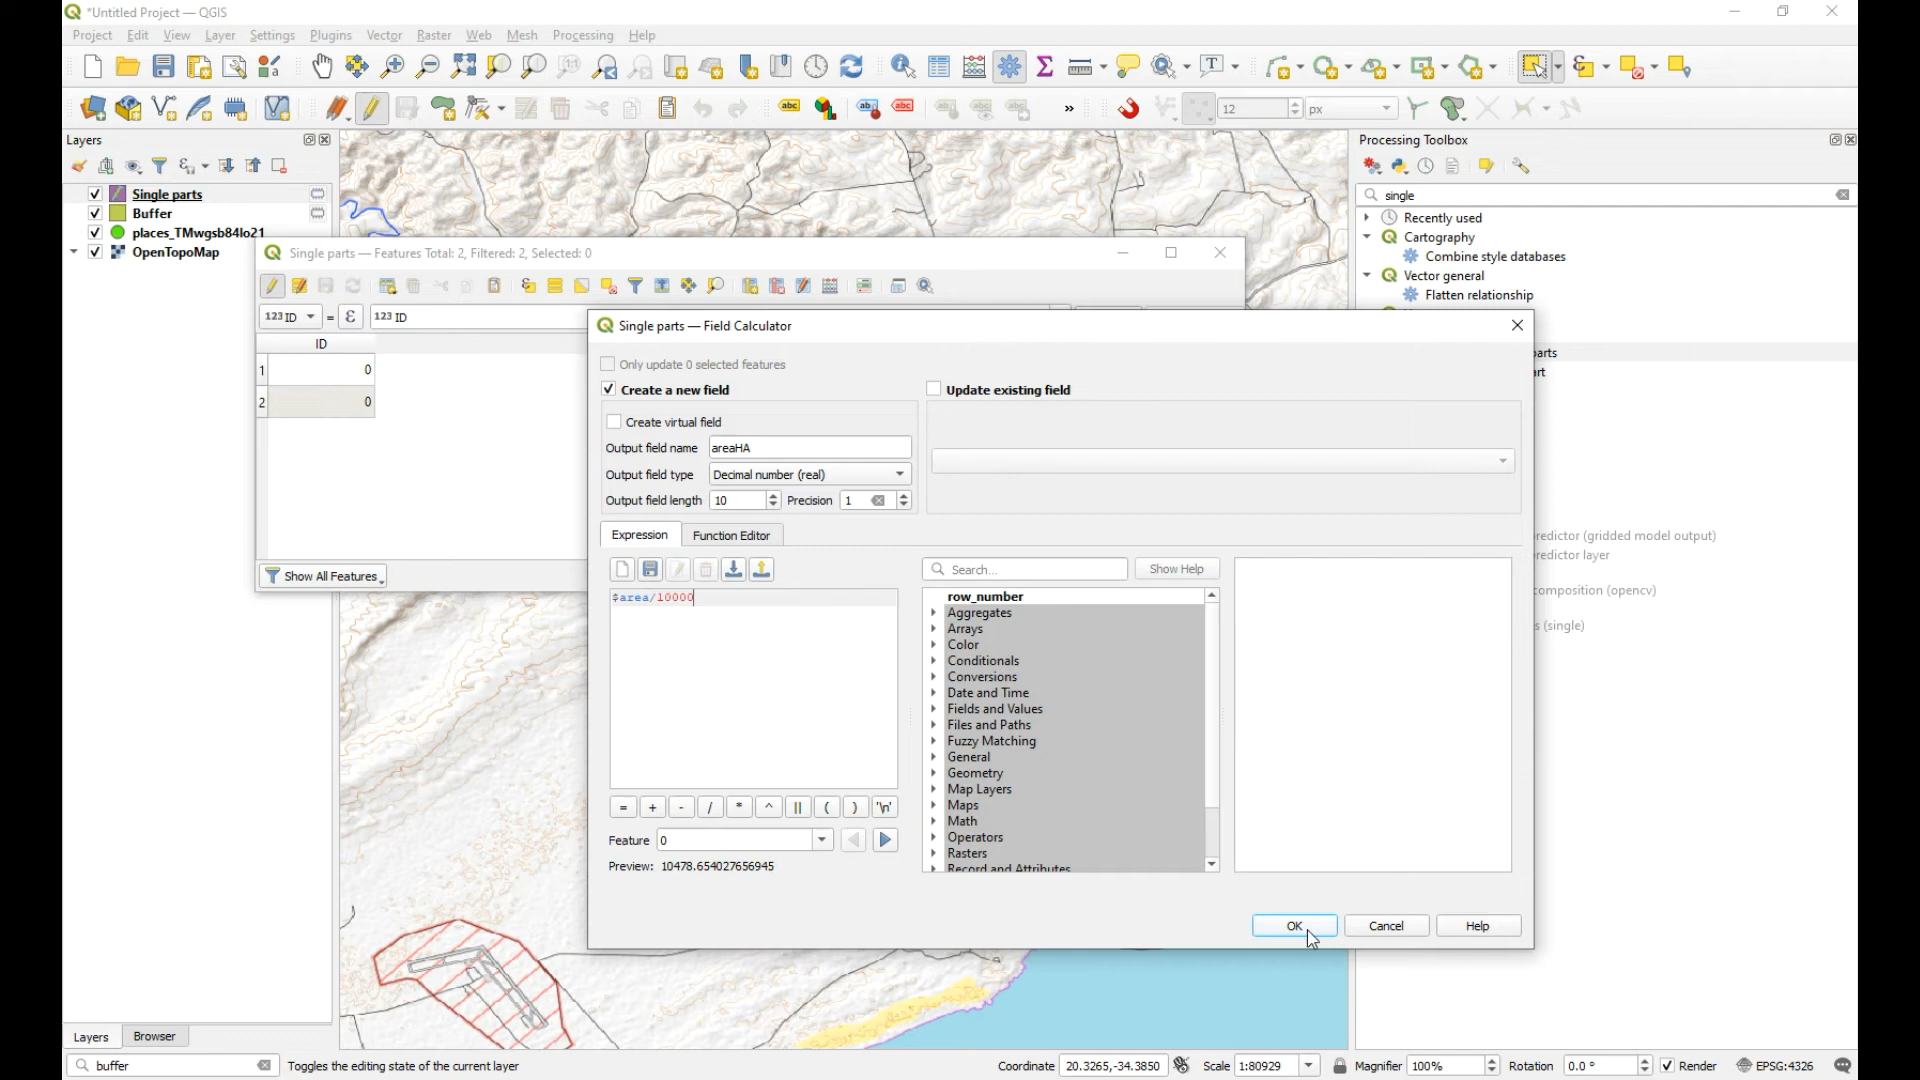 *Untitled Project — QGIS
Project Edit View Layer Settings Plugins Vector Raster Web Mesh Processing Help
12 px
Layers
Processing Toolbox
single
Single parts
Buffer
places_TMwgsb84lo21
OpenTopoMap
Recently used
Cartography
Combine style databases
Vector general
Flatten relationship
Single parts — Features Total: 2, Filtered: 2, Selected: 0
123 ID = ε 123 ID
ID
1 0
2 0
Show All Features
Single parts — Field Calculator
Only update 0 selected features
Create a new field
Update existing field
Create virtual field
Output field name areaHA
Output field type Decimal number (real)
Output field length 10 Precision 1
Expression Function Editor
Search...
Show Help
$area/10000
row_number
Aggregates
Arrays
Color
Conditionals
Conversions
Date and Time
Fields and Values
Files and Paths
Fuzzy Matching
General
Geometry
Map Layers
Maps
Math
Operators
Rasters
Record and Attributes
= + - / * ^ || ( ) '\n'
Feature 0
Preview: 10478.654027656945
OK Cancel Help
arts
rt
redictor (gridded model output)
redictor layer
composition (opencv)
s (single)
Layers Browser
buffer
Toggles the editing state of the current layer
Coordinate 20.3265,-34.3850 Scale 1:80929 Magnifier 100% Rotation 0.0 ° Render EPSG:4326